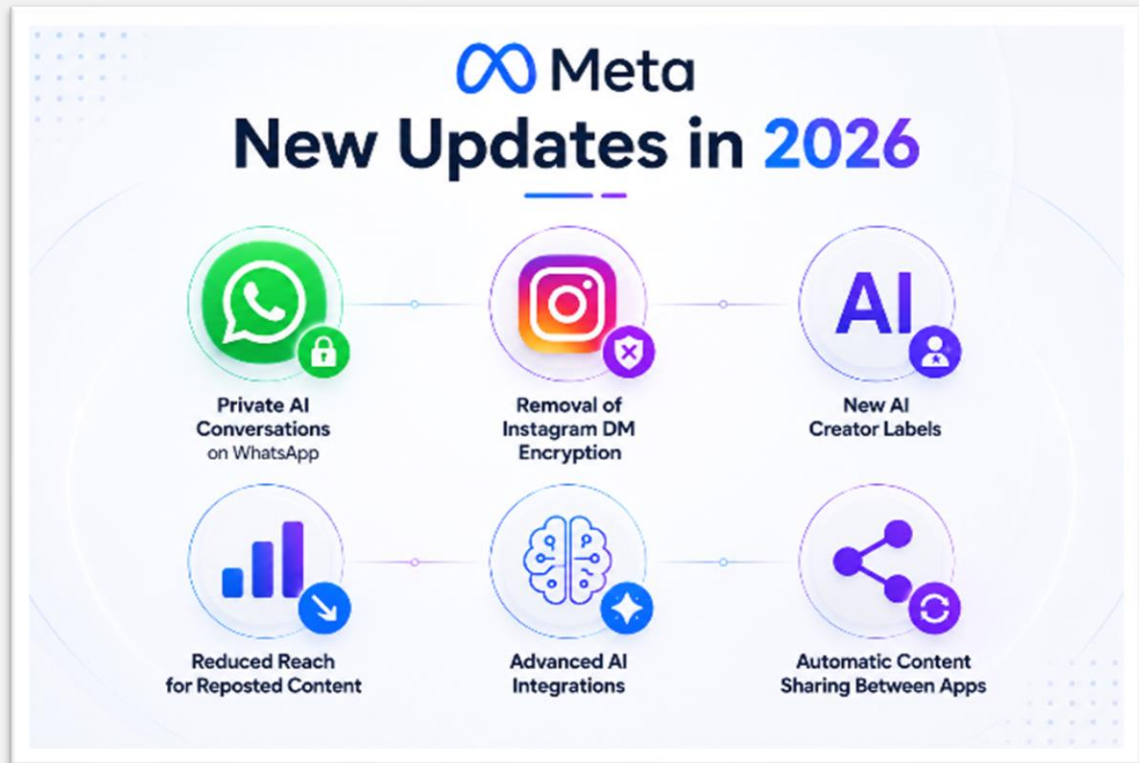 Meta
New Updates in 2026
Private AI
Conversations
on WhatsApp
Removal of
Instagram DM
Encryption
AI
New AI
Creator Labels
Reduced Reach
for Reposted Content
Advanced AI
Integrations
Automatic Content
Sharing Between Apps